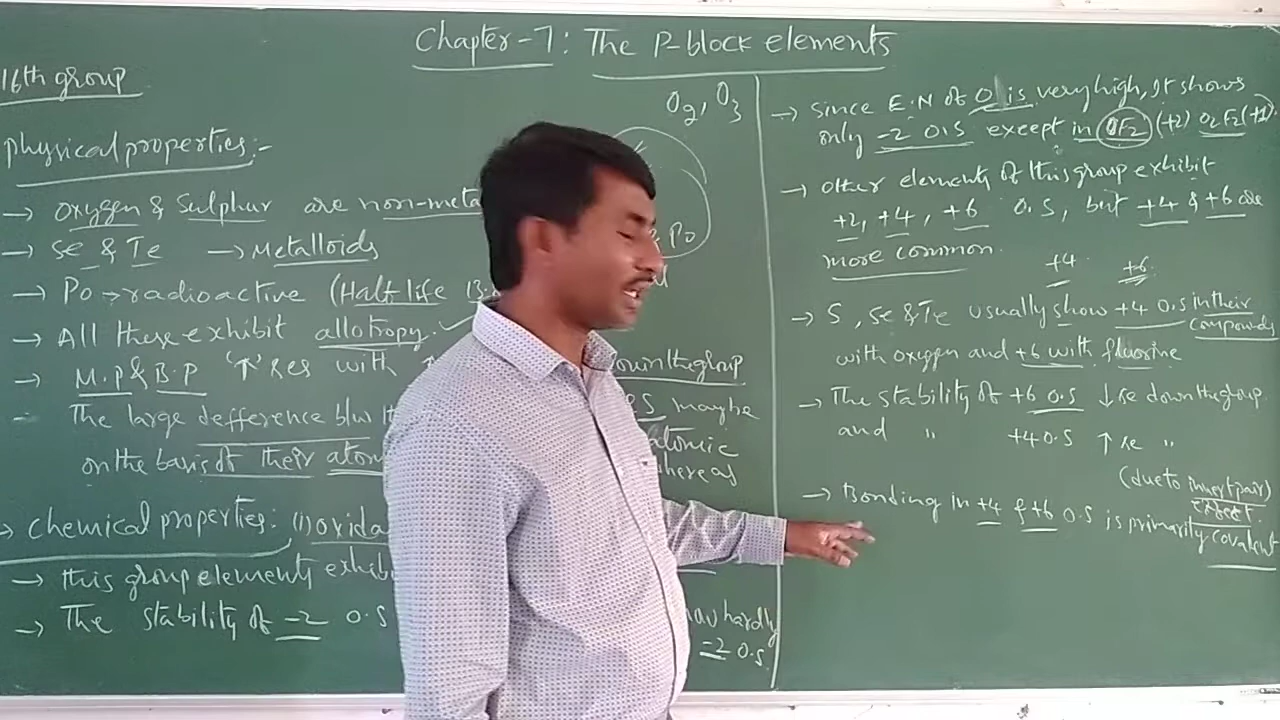 Chapter-7: The P-block elements
16th group
physical properties:-
→ oxygen & Sulphur are non-meta
→ Se & Te → Metalloids
→ Po → radioactive (Half life
→ All these exhibit allotropy.
→ M.P & B.P '↑' ses with
down the group
The large defference b/w
maybe
on the basis of their atom
atomic
whereas
→ chemical properties: (i) oxida
→ this group elements exhib
→ The stability of -2 O.S
hardly
-2 O.S.
O2, O3
Po
→ since E.N of O is very high, It shows
only -2 O.S except in OF2 (+2) O2F2(+1)
→ other elements of this group exhibit
+2, +4, +6 O.S, but +4 & +6 are
more common.
+4 +6
→ S, Se & Te usually show +4 O.S in their
compounds
with oxygen and +6 with fluorine
→ The stability of +6 O.S ↓se down the group
and " +4 O.S ↑se "
(due to inert pair)
effect.
→ Bonding in +4 & +6 O.S is primarily covalent